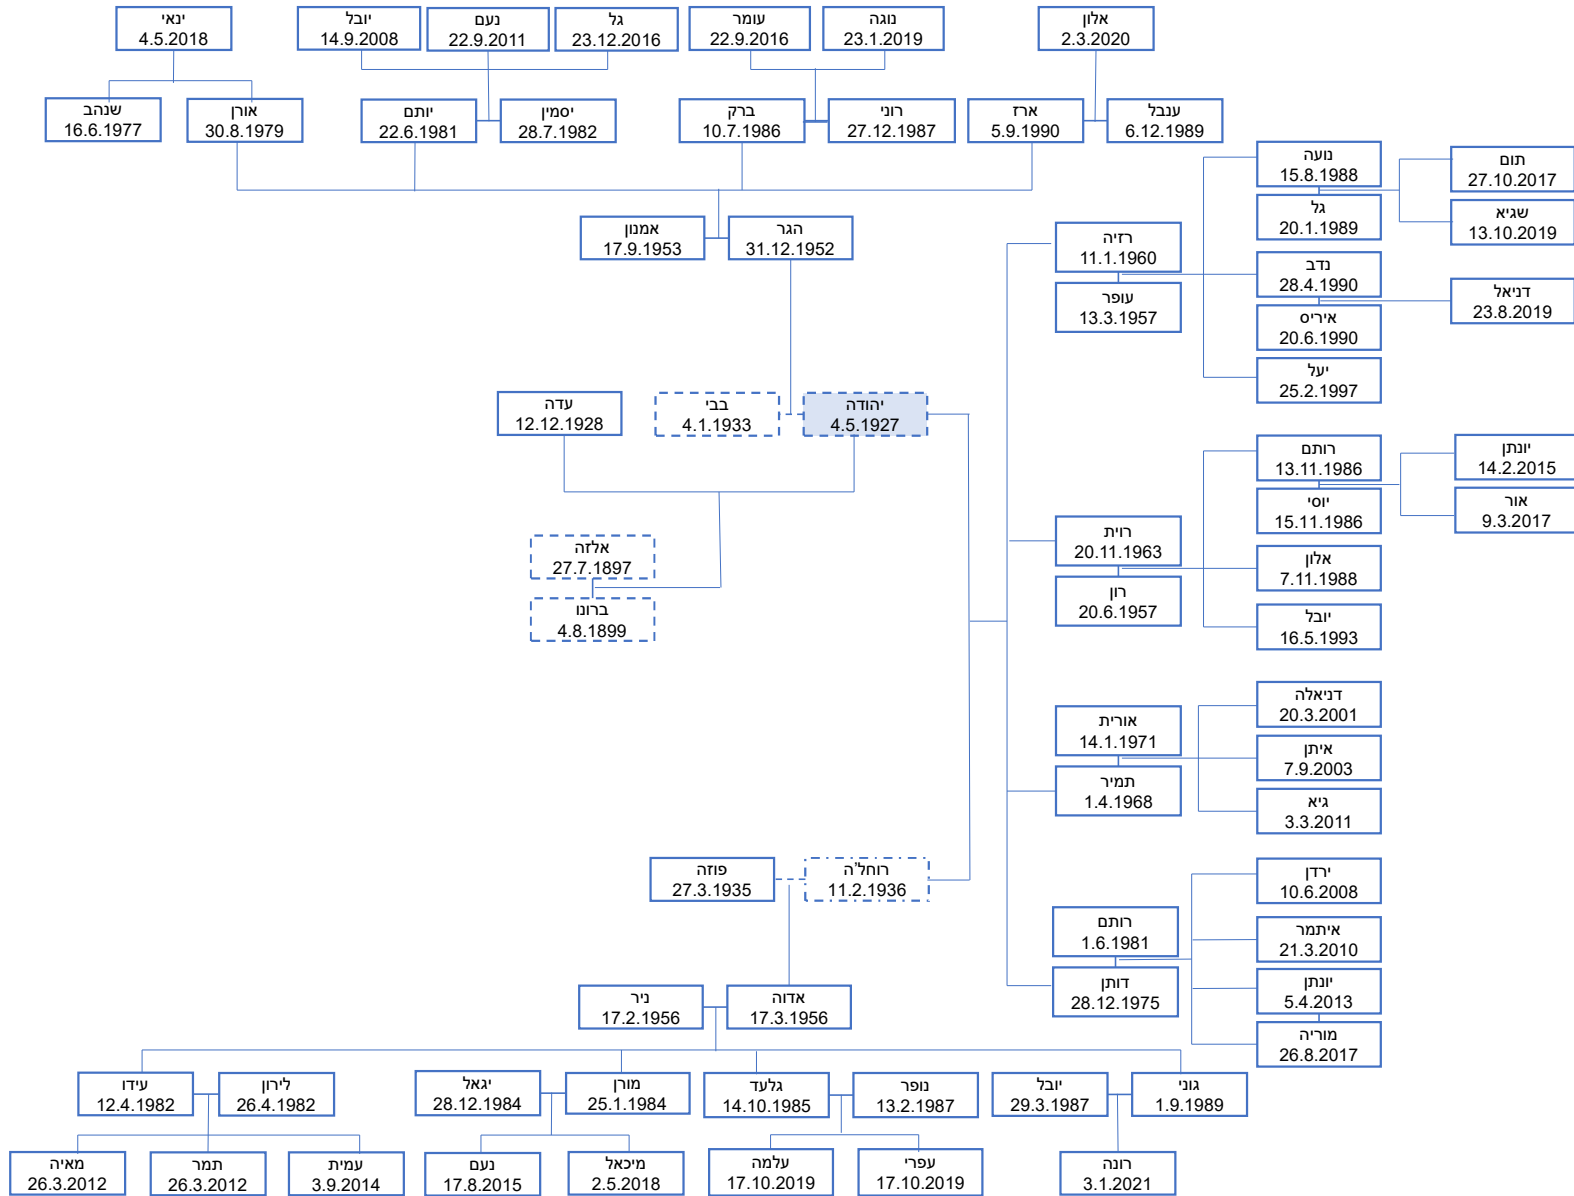 ינאי
4.5.2018
יובל
14.9.2008
נעם
22.9.2011
גל
23.12.2016
עומר
22.9.2016
נוגה
23.1.2019
אלון
2.3.2020
שנהב
16.6.1977
אורן
30.8.1979
יותם
22.6.1981
יסמין
28.7.1982
ברק
10.7.1986
רוני
27.12.1987
ארז
5.9.1990
ענבל
6.12.1989
נועה
15.8.1988
גל
20.1.1989
תום
27.10.2017
שגיא
13.10.2019
אמנון
17.9.1953
הגר
31.12.1952
רזיה
11.1.1960
עופר
13.3.1957
נדב
28.4.1990
איריס
20.6.1990
דניאל
23.8.2019
יעל
25.2.1997
עדה
12.12.1928
בבי
4.1.1933
יהודה
4.5.1927
רותם
13.11.1986
יוסי
15.11.1986
יונתן
14.2.2015
אור
9.3.2017
אלזה
27.7.1897
ברונו
4.8.1899
רוית
20.11.1963
רון
20.6.1957
אלון
7.11.1988
יובל
16.5.1993
אורית
14.1.1971
תמיר
1.4.1968
דניאלה
20.3.2001
איתן
7.9.2003
גיא
3.3.2011
פוזה
27.3.1935
רוחל'ה
11.2.1936
רותם
1.6.1981
דותן
28.12.1975
ירדן
10.6.2008
איתמר
21.3.2010
יונתן
5.4.2013
מוריה
26.8.2017
ניר
17.2.1956
אדוה
17.3.1956
עידו
12.4.1982
לירון
26.4.1982
יגאל
28.12.1984
מורן
25.1.1984
גלעד
14.10.1985
נופר
13.2.1987
יובל
29.3.1987
גוני
1.9.1989
מאיה
26.3.2012
תמר
26.3.2012
עמית
3.9.2014
נעם
17.8.2015
מיכאל
2.5.2018
עלמה
17.10.2019
עפרי
17.10.2019
רונה
3.1.2021